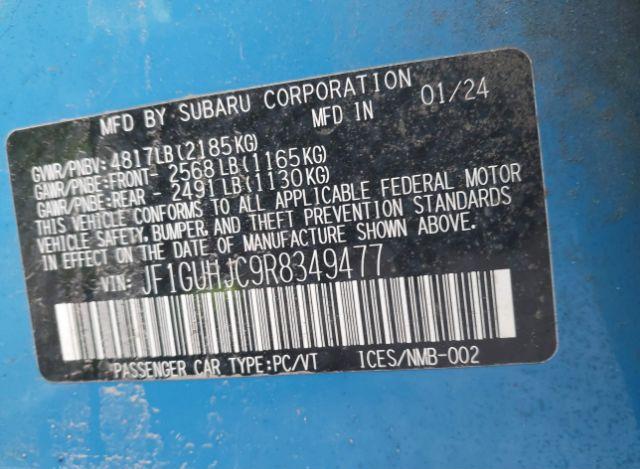 MFD BY SUBARU CORPORATION
MFD IN 01/24
GVWR/PNBV: 4817LB(2185KG)
GAWR/PNBE:FRONT- 2568LB(1165KG)
GAWR/PNBE:REAR - 2491LB(1130KG)
THIS VEHICLE CONFORMS TO ALL APPLICABLE FEDERAL MOTOR
VEHICLE SAFETY, BUMPER, AND THEFT PREVENTION STANDARDS
IN EFFECT ON THE DATE OF MANUFACTURE SHOWN ABOVE.
VIN: JF1GUHJC9R8349477
PASSENGER CAR TYPE:PC/VT ICES/NMB-002